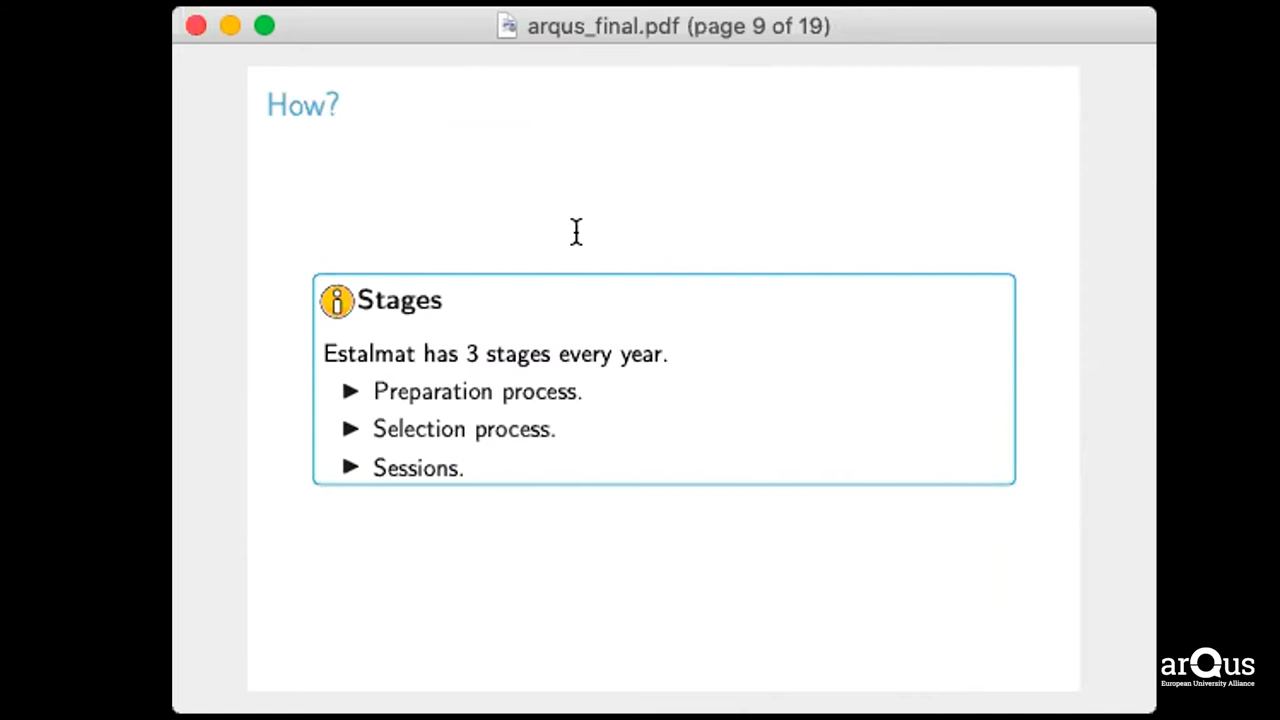 arqus_final.pdf (page 9 of 19)
How?
Stages
Estalmat has 3 stages every year.
Preparation process.
Selection process.
Sessions.
arQus
European University Alliance